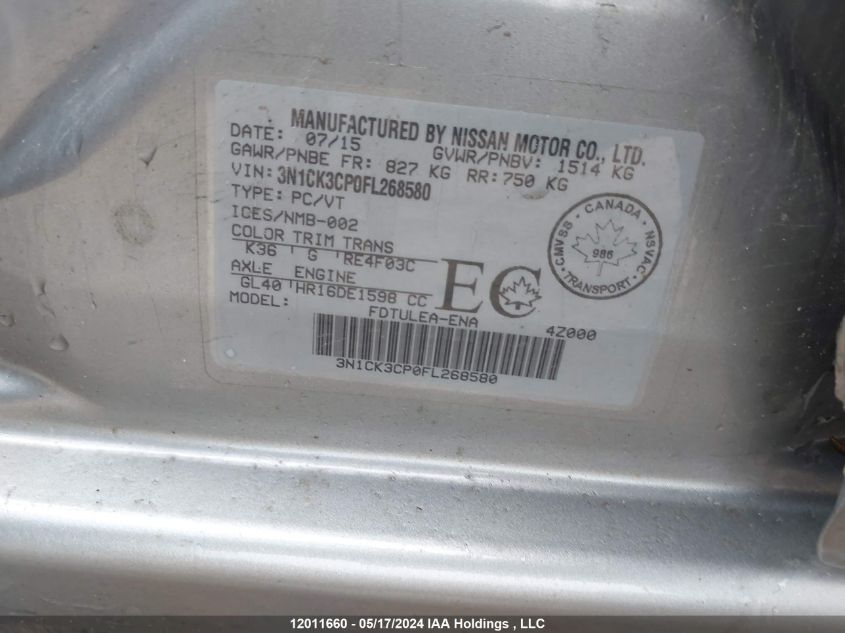 MANUFACTURED BY NISSAN MOTOR CO., LTD.
DATE: 07/15 GVWR/PNBV: 1514 KG
GAWR/PNBE FR: 827 KG RR: 750 KG
VIN: 3N1CK3CP0FL268580
TYPE: PC/VT
ICES/NMB-002
COLOR TRIM TRANS
K36 ' G 'RE4F03C
AXLE ENGINE
GL40 'HR16DE1598 CC
MODEL:
FDTULEA-ENA 4Z000
3N1CK3CP0FL268580
EC
CANADA
CMVSS NSVAC
986
TRANSPORT
12011660 - 05/17/2024 IAA Holdings , LLC